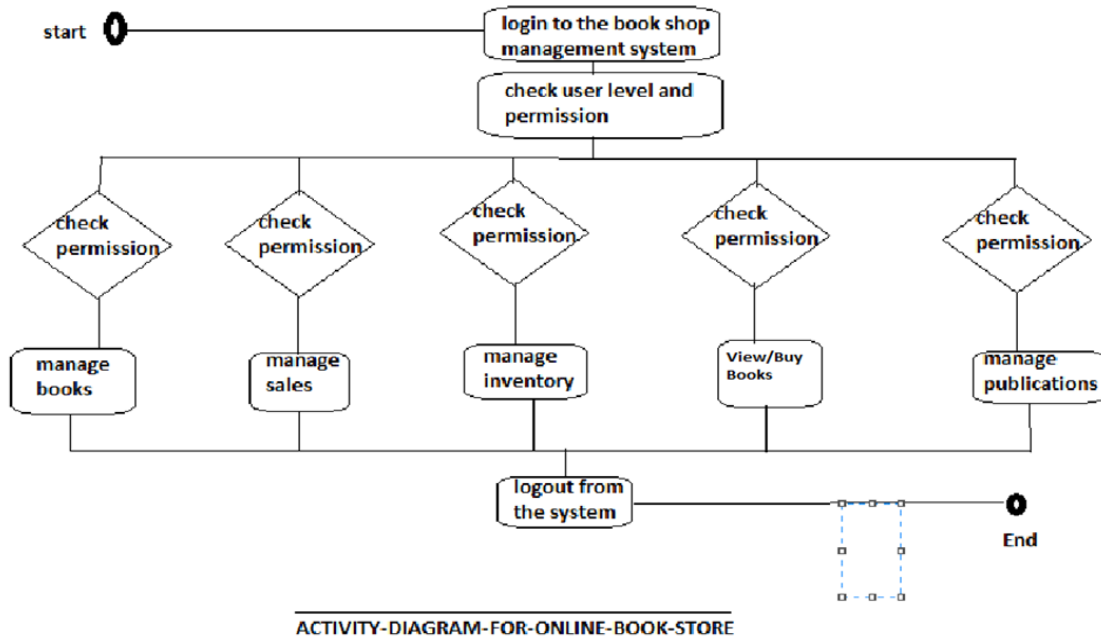 start
login to the book shop
management system
check user level and
permission
check
permission
check
permission
check
permission
check
permission
check
permission
manage
books
manage
sales
manage
inventory
View/Buy
Books
manage
publications
logout from
the system
End
ACTIVITY-DIAGRAM-FOR-ONLINE-BOOK-STORE